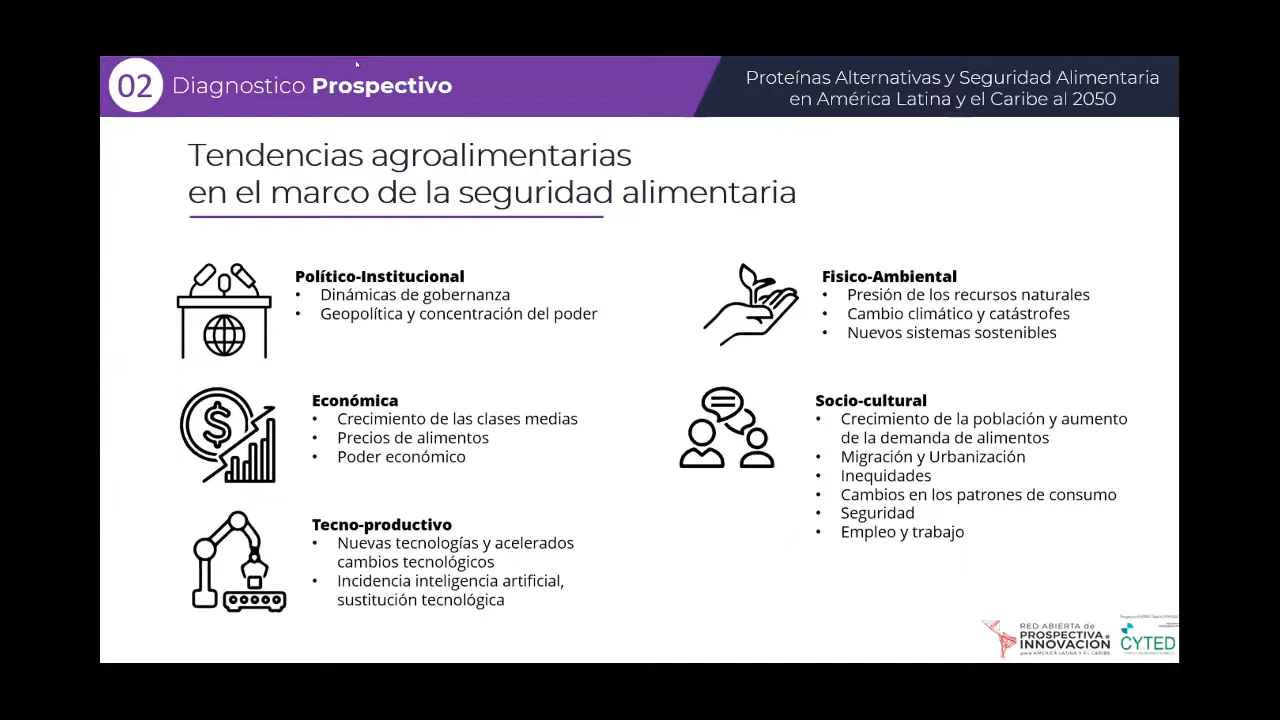 02 Diagnostico Prospectivo
Proteínas Alternativas y Seguridad Alimentaria
en América Latina y el Caribe al 2050
Tendencias agroalimentarias
en el marco de la seguridad alimentaria
Político-Institucional
• Dinámicas de gobernanza
• Geopolítica y concentración del poder
Económica
• Crecimiento de las clases medias
• Precios de alimentos
• Poder económico
Tecno-productivo
• Nuevas tecnologías y acelerados
cambios tecnológicos
• Incidencia inteligencia artificial,
sustitución tecnológica
Fisico-Ambiental
• Presión de los recursos naturales
• Cambio climático y catástrofes
• Nuevos sistemas sostenibles
Socio-cultural
• Crecimiento de la población y aumento
de la demanda de alimentos
• Migración y Urbanización
• Inequidades
• Cambios en los patrones de consumo
• Seguridad
• Empleo y trabajo
RED ABIERTA de
PROSPECTIVA e
INNOVACIÓN
para AMÉRICA LATINA Y EL CARIBE
CYTED